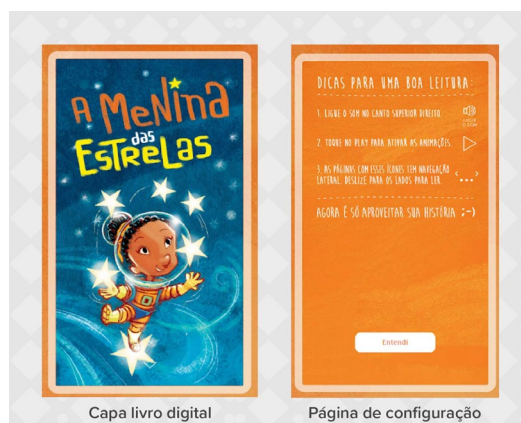 A MeNiNa
das
EsTReLas
DICAS PARA UMA BOA LEITURA:
1. LIGUE O SOM NO CANTO SUPERIOR DIREITO.
LIGUE
O SOM
2. TOQUE NO PLAY PARA ATIVAR AS ANIMAÇÕES.
3. AS PÁGINAS COM ESSES ÍCONES TEM NAVEGAÇÃO
LATERAL. DESLIZE PARA OS LADOS PARA LER.
AGORA É SÓ APROVEITAR SUA HISTÓRIA ;-)
Entendi
Capa livro digital
Página de configuração